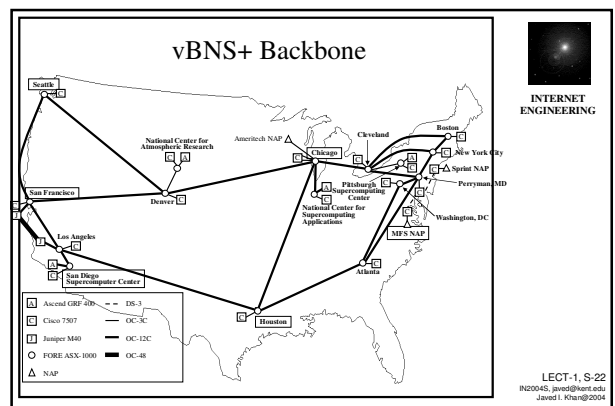 vBNS+ Backbone
INTERNET
ENGINEERING
Seattle
C
National Center for
Atmospheric Research
C
A
Ameritech NAP
Chicago
C
Cleveland
C
Boston
C
C
New York City
C
Sprint NAP
A
C
Perryman, MD
San Francisco
C
J
Denver
C
A
C
National Center for
Supercomputing
Applications
Pittsburgh
Supercomputing
Center
C
C
C
Washington, DC
MFS NAP
J
Los Angeles
C
A
C
San Diego
Supercomputer Center
Atlanta
C
C
Houston
A
Ascend GRF 400
DS-3
C
Cisco 7507
OC-3C
J
Juniper M40
OC-12C
FORE ASX-1000
OC-48
NAP
LECT-1, S-22
IN2004S, javed@kent.edu
Javed I. Khan@2004